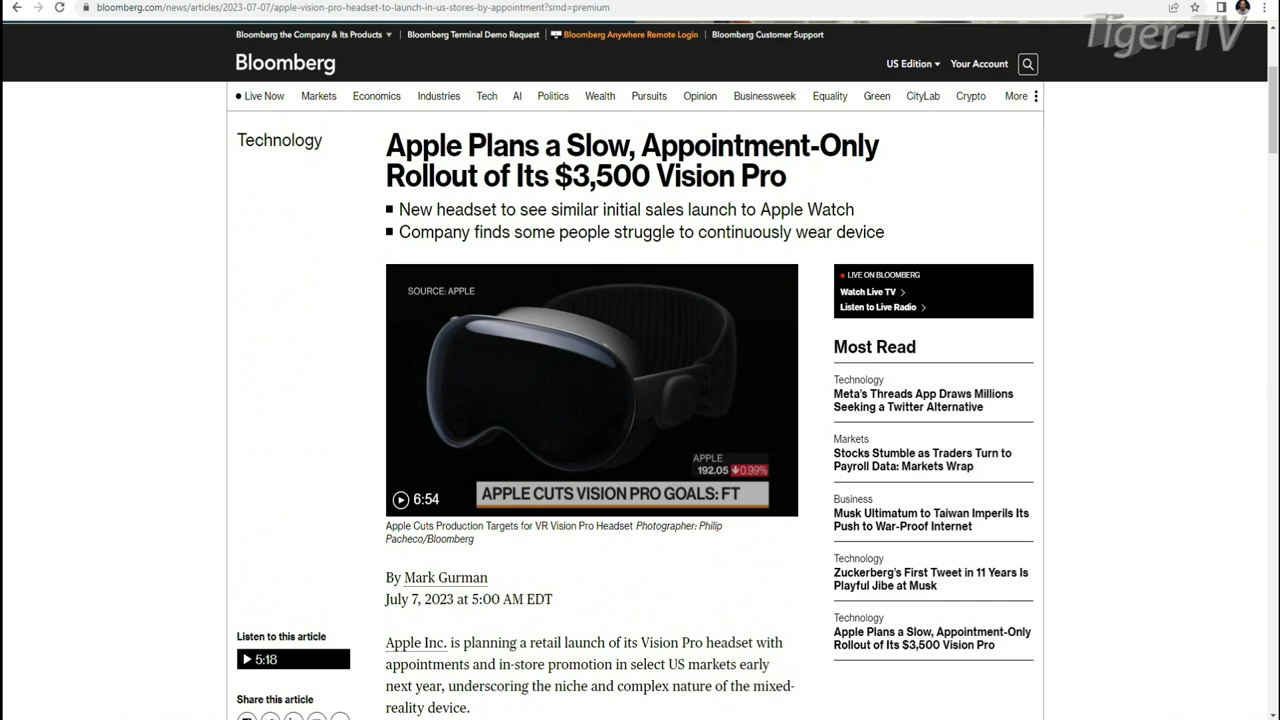 bloomberg.com/news/articles/2023-07-07/apple-vision-pro-headset-to-launch-in-us-stores-by-appointment?srnd=premium
Tiger-TV
Bloomberg the Company & Its Products
Bloomberg Terminal Demo Request
Bloomberg Anywhere Remote Login
Bloomberg Customer Support
Bloomberg
US Edition
Your Account
Live Now
Markets
Economics
Industries
Tech
AI
Politics
Wealth
Pursuits
Opinion
Businessweek
Equality
Green
CityLab
Crypto
More
Technology
Apple Plans a Slow, Appointment-Only
Rollout of Its $3,500 Vision Pro
New headset to see similar initial sales launch to Apple Watch
Company finds some people struggle to continuously wear device
SOURCE: APPLE
APPLE
192.05 0.99%
APPLE CUTS VISION PRO GOALS: FT
6:54
Apple Cuts Production Targets for VR Vision Pro Headset Photographer: Philip
Pacheco/Bloomberg
By Mark Gurman
July 7, 2023 at 5:00 AM EDT
Listen to this article
5:18
Share this article
Apple Inc. is planning a retail launch of its Vision Pro headset with
appointments and in-store promotion in select US markets early
next year, underscoring the niche and complex nature of the mixed-
reality device.
LIVE ON BLOOMBERG
Watch Live TV
Listen to Live Radio
Most Read
Technology
Meta's Threads App Draws Millions
Seeking a Twitter Alternative
Markets
Stocks Stumble as Traders Turn to
Payroll Data: Markets Wrap
Business
Musk Ultimatum to Taiwan Imperils Its
Push to War-Proof Internet
Technology
Zuckerberg's First Tweet in 11 Years Is
Playful Jibe at Musk
Technology
Apple Plans a Slow, Appointment-Only
Rollout of Its $3,500 Vision Pro